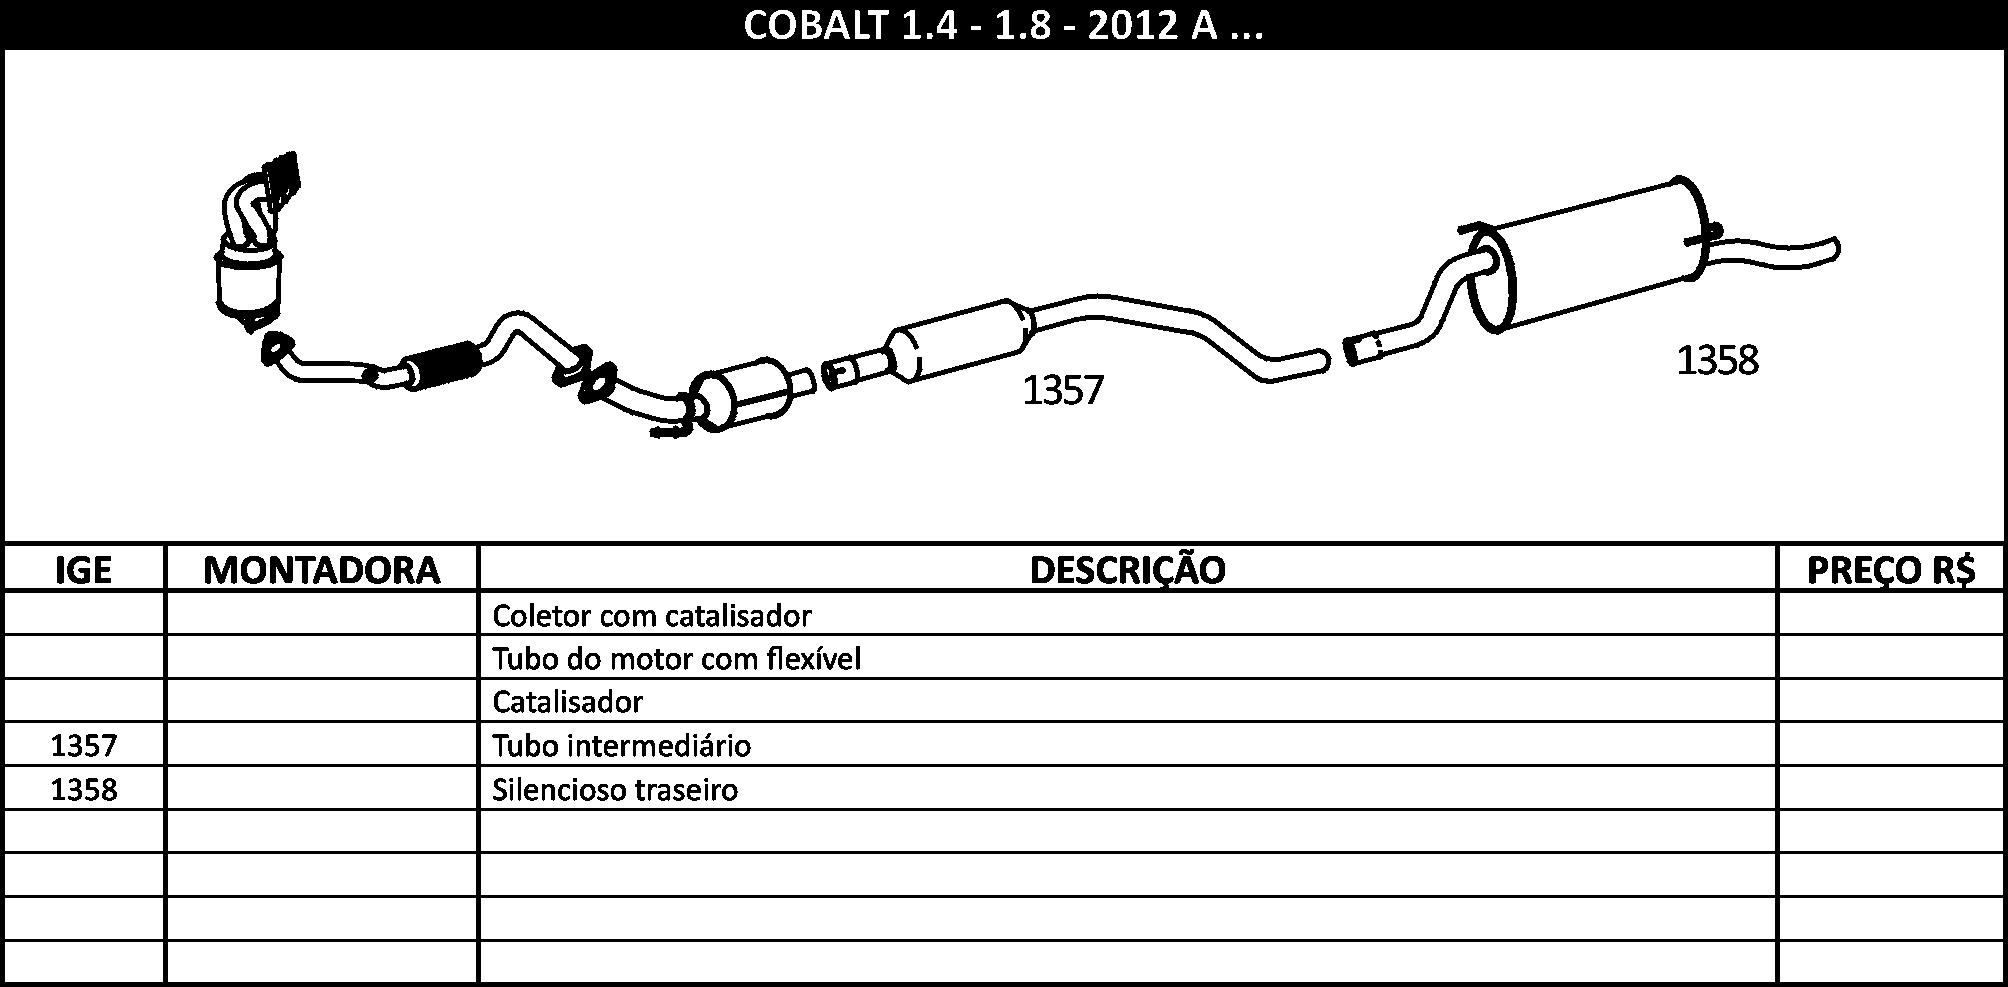 COBALT 1.4 - 1.8 - 2012 A ...
1358
1357
IGE MONTADORA DESCRIÇÃO PREÇO R$
Coletor com catalisador
Tubo do motor com flexível
Catalisador
1357 Tubo intermediário
1358 Silencioso traseiro